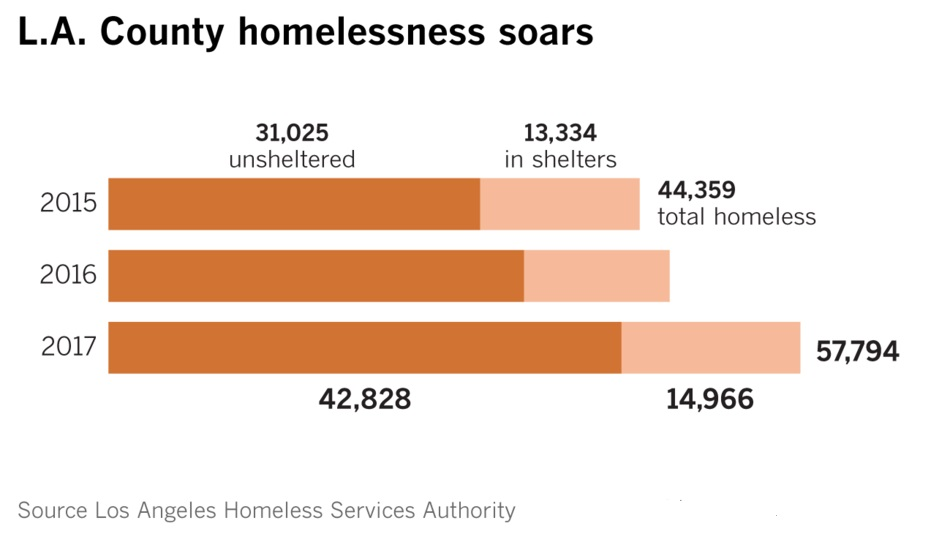 L.A. County homelessness soars
31,025 13,334
unsheltered in shelters
2015 44,359
total homeless
2016
2017 57,794
42,828 14,966
Source Los Angeles Homeless Services Authority